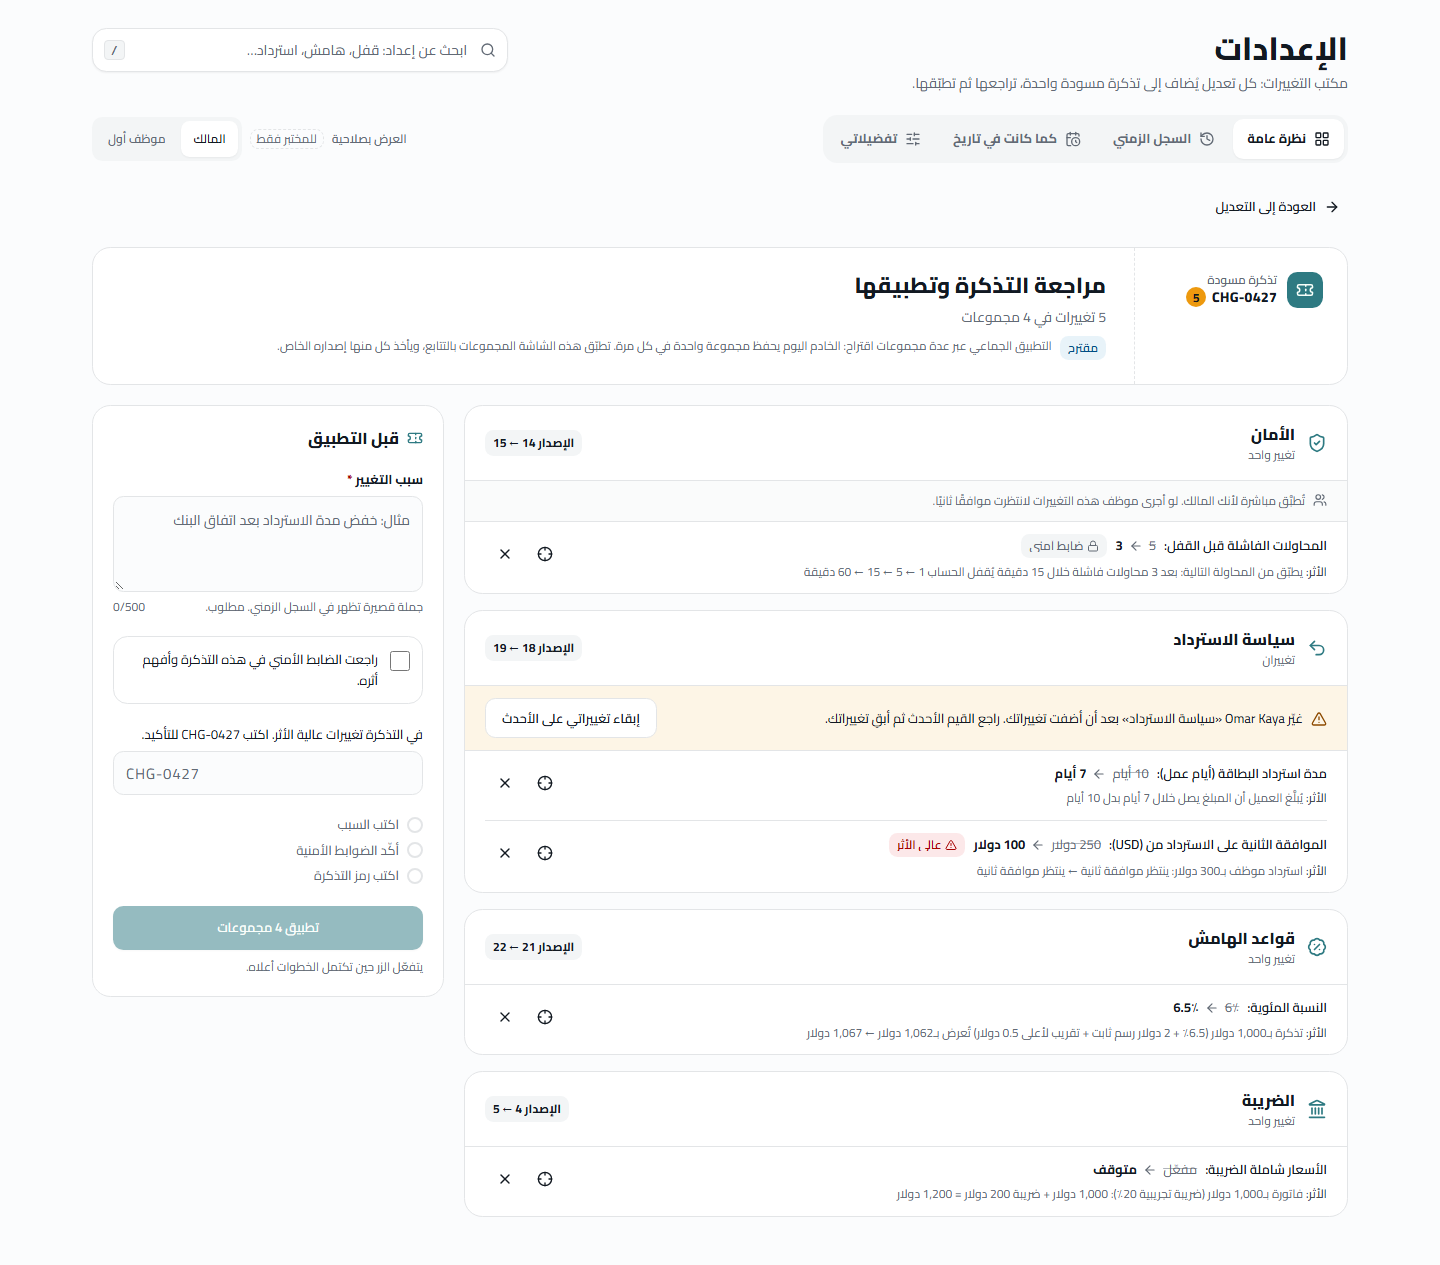 الإعدادات
مكتب التغييرات: كل تعديل يُضاف إلى تذكرة مسودة واحدة، تراجعها ثم تطبّقها.
ابحث عن إعداد: قفل، هامش، استرداد...
/
نظرة عامة
السجل الزمني
كما كانت في تاريخ
تفضيلاتي
العرض بصلاحية
للمختبر فقط
المالك
موظف أول
العودة إلى التعديل
تذكرة مسودة
CHG-0427 5
مراجعة التذكرة وتطبيقها
5 تغييرات في 4 مجموعات
مقترح التطبيق الجماعي عبر عدة مجموعات اقتراح: الخادم اليوم يحفظ مجموعة واحدة في كل مرة. تطبّق هذه الشاشة المجموعات بالتتابع، ويأخذ كل منها إصداره الخاص.
الأمان
تغيير واحد
الإصدار 14 ← 15
تُطبَّق مباشرة لأنك المالك. لو أجرى موظف هذه التغييرات لانتظرت موافقًا ثانيًا.
المحاولات الفاشلة قبل القفل: 5 ← 3 ضابط أمني
الأثر: يطبّق من المحاولة التالية: بعد 3 محاولات فاشلة خلال 15 دقيقة يُقفل الحساب 1 ← 5 ← 15 ← 60 دقيقة
سياسة الاسترداد
تغييران
الإصدار 18 ← 19
غيّر Omar Kaya «سياسة الاسترداد» بعد أن أضفت تغييراتك. راجع القيم الأحدث ثم أبقِ تغييراتك.
إبقاء تغييراتي على الأحدث
مدة استرداد البطاقة (أيام عمل): 10 أيام ← 7 أيام
الأثر: يُبلَّغ العميل أن المبلغ يصل خلال 7 أيام بدل 10 أيام
الموافقة الثانية على الاسترداد من (USD): 250 دولار ← 100 دولار عالي الأثر
الأثر: استرداد موظف بـ300 دولار: ينتظر موافقة ثانية ← ينتظر موافقة ثانية
قواعد الهامش
تغيير واحد
الإصدار 21 ← 22
النسبة المئوية: 6٪ ← 6.5٪
الأثر: تذكرة بـ1,000 دولار (6.5٪ + 2 دولار رسم ثابت + تقريب لأعلى 0.5 دولار) تُعرض بـ1,062 دولار ← 1,067 دولار
الضريبة
تغيير واحد
الإصدار 4 ← 5
الأسعار شاملة الضريبة: مفعّل ← متوقف
الأثر: فاتورة بـ1,000 دولار (ضريبة تجريبية 20٪): 1,000 دولار + ضريبة 200 دولار = 1,200 دولار
قبل التطبيق
سبب التغيير *
مثال: خفض مدة الاسترداد بعد اتفاق البنك
جملة قصيرة تظهر في السجل الزمني. مطلوب.
0/500
راجعت الضابط الأمني في هذه التذكرة وأفهم
أثره.
في التذكرة تغييرات عالية الأثر. اكتب CHG-0427 للتأكيد.
CHG-0427
اكتب السبب
أكّد الضوابط الأمنية
اكتب رمز التذكرة
تطبيق 4 مجموعات
يتفعّل الزر حين تكتمل الخطوات أعلاه.